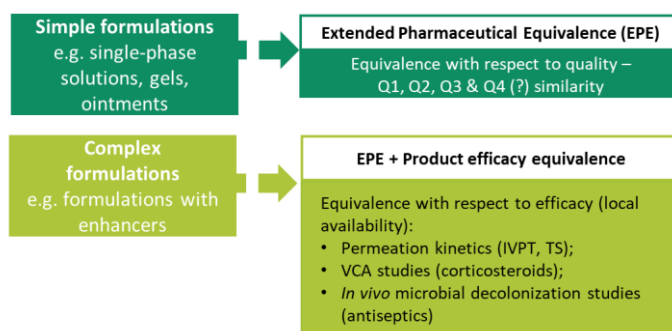 Simple formulations
e.g. single-phase
solutions, gels,
ointments
Extended Pharmaceutical Equivalence (EPE)
Equivalence with respect to quality –
Q1, Q2, Q3 & Q4 (?) similarity
Complex
formulations
e.g. formulations with
enhancers
EPE + Product efficacy equivalence
Equivalence with respect to efficacy (local
availability):
• Permeation kinetics (IVPT, TS);
• VCA studies (corticosteroids);
• In vivo microbial decolonization studies
(antiseptics)